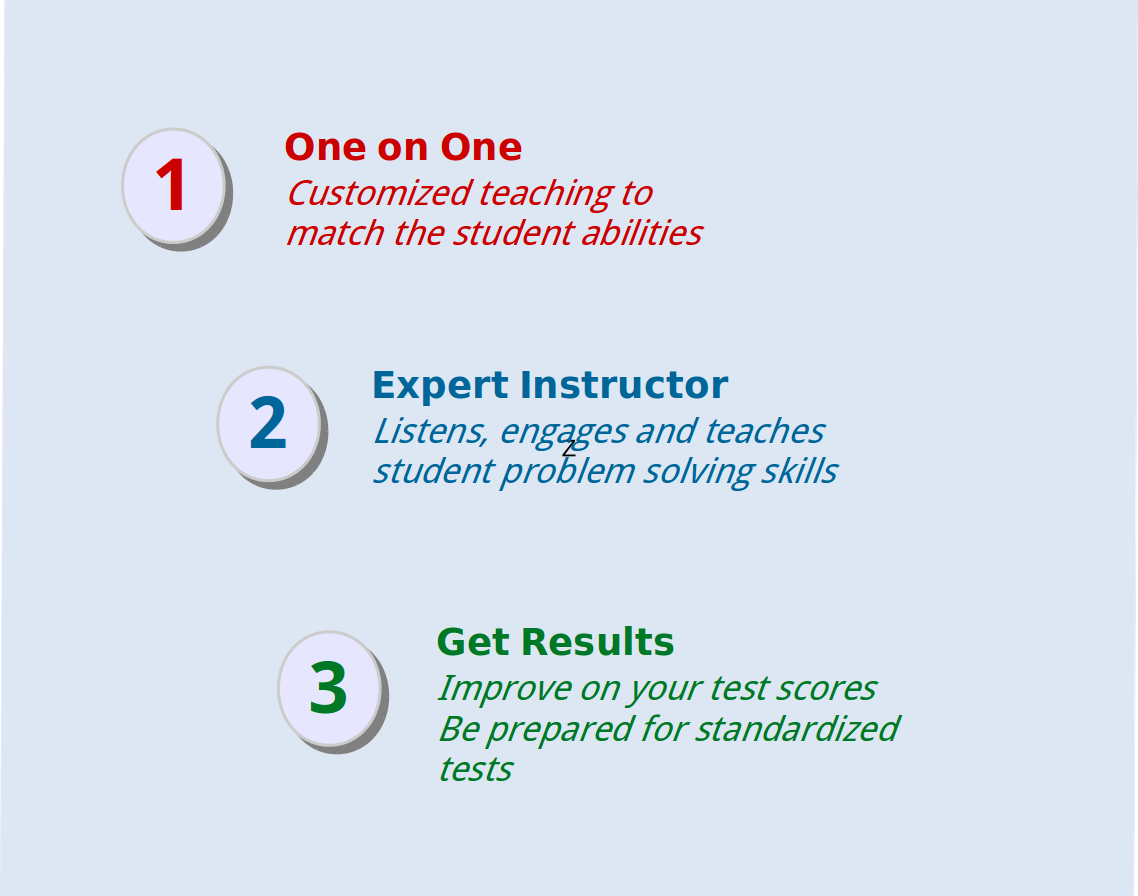 1
One on One
Customized teaching to
match the student abilities
2
Expert Instructor
Listens, engages and teaches
z
student problem solving skills
3
Get Results
Improve on your test scores
Be prepared for standardized
tests